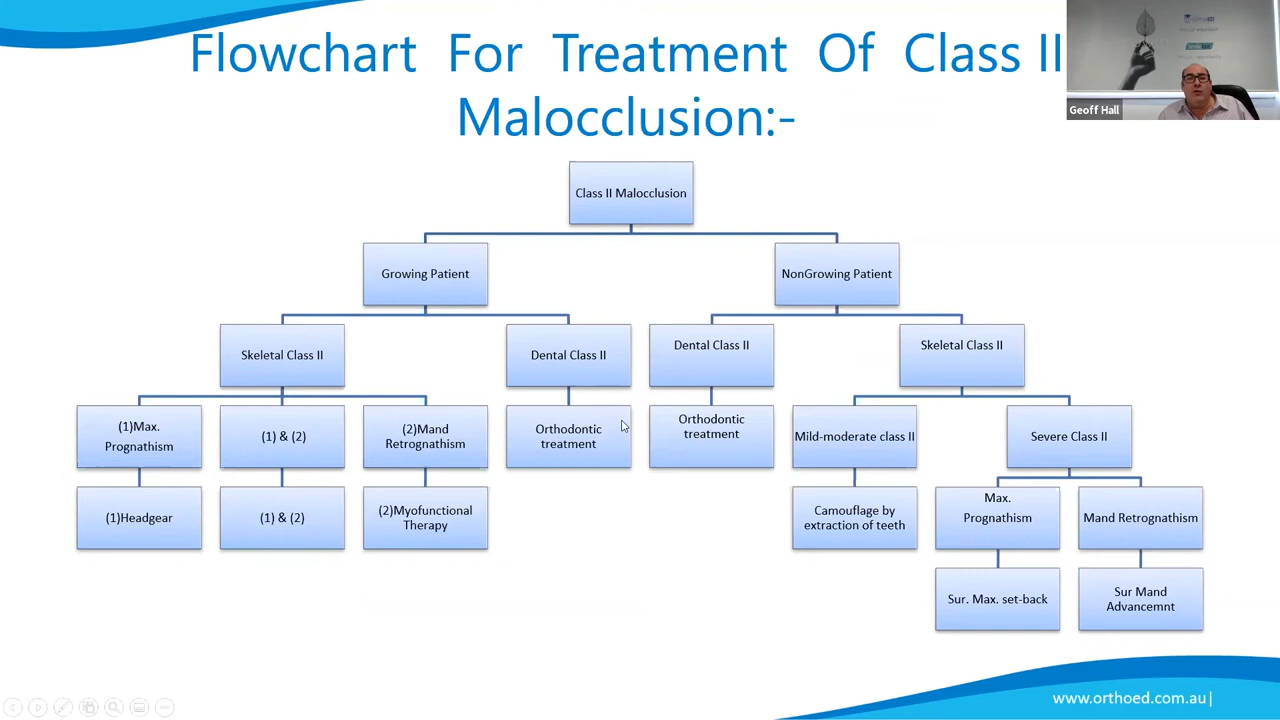 Flowchart For Treatment Of Class II
Malocclusion:-
Geoff Hall
Class II Malocclusion
Growing Patient
NonGrowing Patient
Skeletal Class II
Dental Class II
Dental Class II
Skeletal Class II
(1)Max.
Prognathism
(1) & (2)
(2)Mand
Retrognathism
Orthodontic
treatment
Orthodontic
treatment
Mild-moderate class II
Severe Class II
(1)Headgear
(1) & (2)
(2)Myofunctional
Therapy
Camouflage by
extraction of teeth
Max.
Prognathism
Mand Retrognathism
Sur. Max. set-back
Sur Mand
Advancemnt
www.orthoed.com.au|